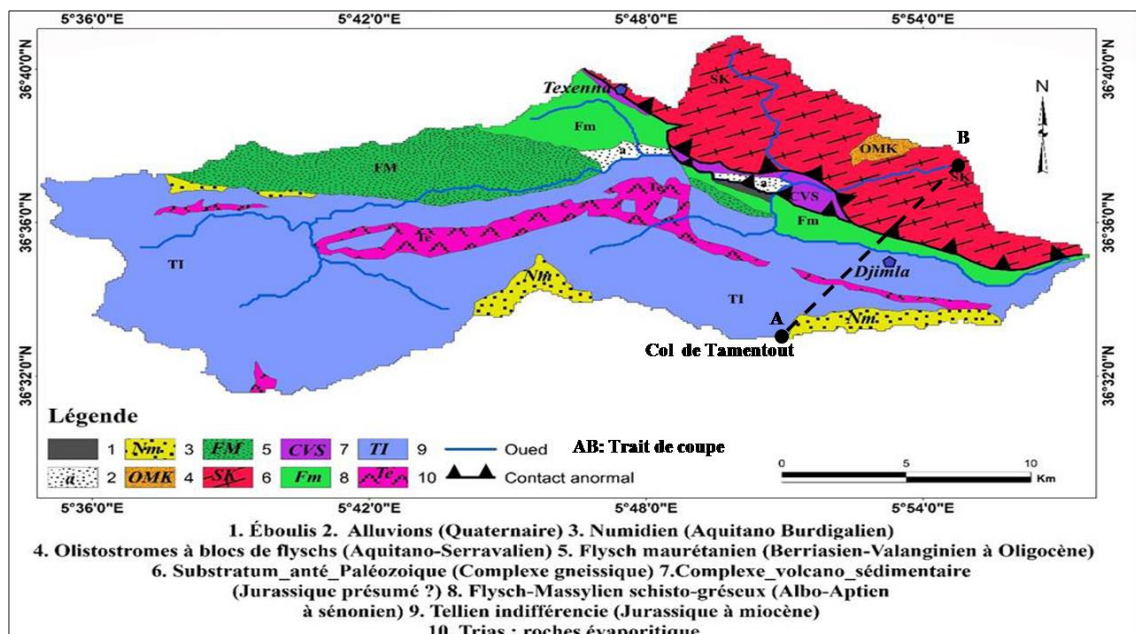 5°36'0"E 5°42'0"E 5°48'0"E 5°54'0"E
36°40'0"N 36°40'0"N
N
SK
Texenna
Fm
a
OMK
B
SK
FM
Te
a
CVS
Fm
36°36'0"N 36°36'0"N
Te
TI
Djimla
Nm
TI
A
Nm
Col de Tamentout
36°32'0"N 36°32'0"N
Légende
1 Nm 3 FM 5 CVS 7 TI 9 Oued AB: Trait de coupe
a 2 OMK 4 SK 6 Fm 8 Te 10 Contact anormal
0 5 10
Km
5°36'0"E 5°42'0"E 5°48'0"E 5°54'0"E
1. Éboulis 2. Alluvions (Quaternaire) 3. Numidien (Aquitano Burdigalien)
4. Olistostromes à blocs de flyschs (Aquitano-Serravalien) 5. Flysch maurétanien (Berriasien-Valanginien à Oligocène)
6. Substratum_anté_Paléozoique (Complexe gneissique) 7.Complexe_volcano_sédimentaire
(Jurassique présumé ?) 8. Flysch-Massylien schisto-gréseux (Albo-Aptien
à sénonien) 9. Tellien indifférencie (Jurassique à miocène)
10. Trias : roches évaporitique